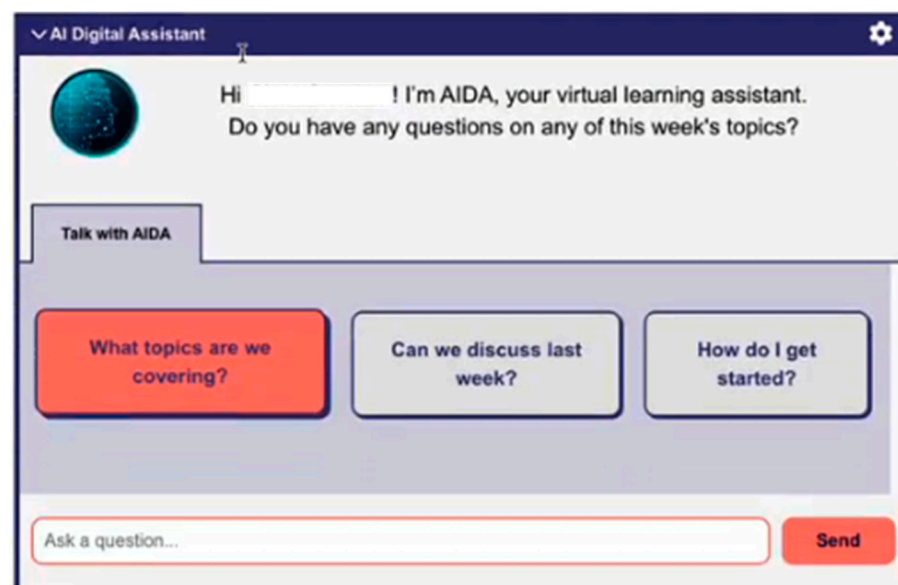 AI Digital Assistant
Hi ! I'm AIDA, your virtual learning assistant.
Do you have any questions on any of this week's topics?
Talk with AIDA
What topics are we
covering?
Can we discuss last
week?
How do I get
started?
Ask a question...
Send